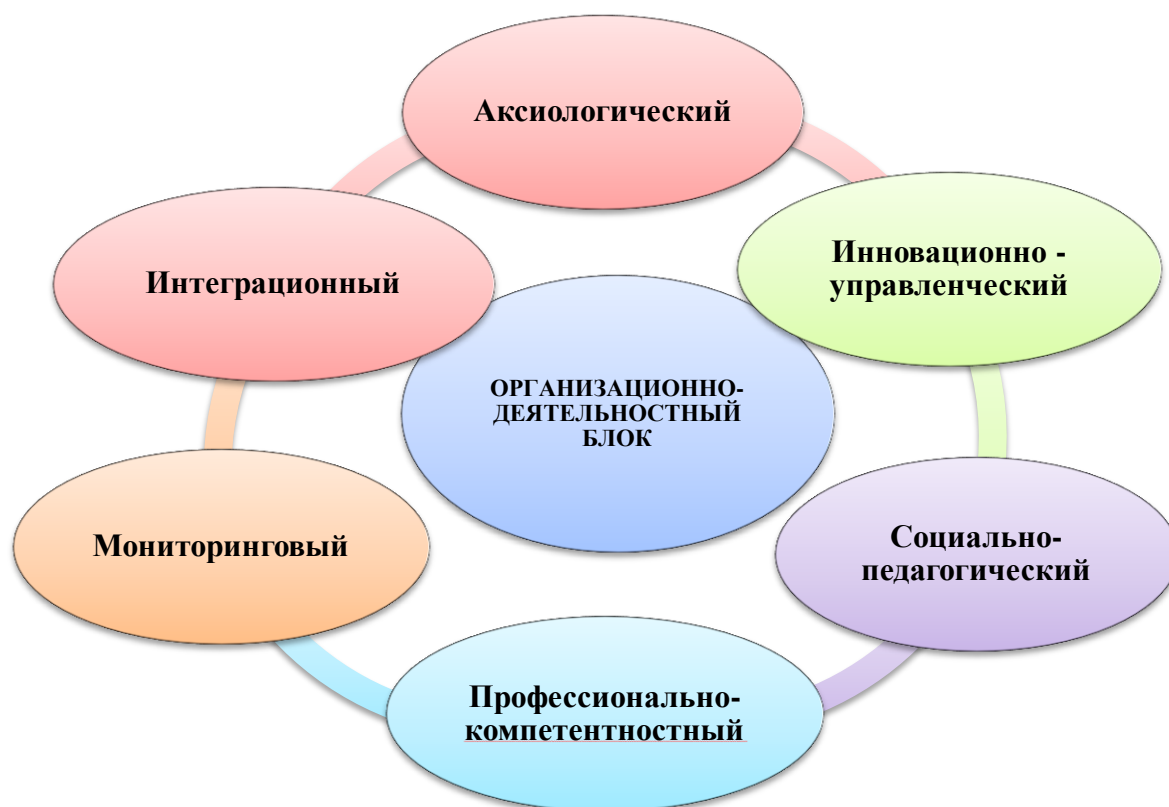 Аксиологический
Инновационно -
управленческий
Интеграционный
ОРГАНИЗАЦИОННО-
ДЕЯТЕЛЬНОСТНЫЙ
БЛОК
Социально-
педагогический
Мониторинговый
Профессионально-
компетентностный